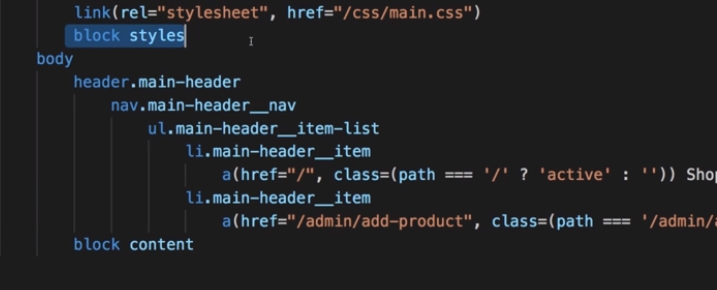 link(rel="stylesheet", href="/css/main.css")
block styles
body
header.main-header
nav.main-header__nav
ul.main-header__item-list
li.main-header__item
a(href="/", class=(path === '/' ? 'active' : '')) Shop
li.main-header__item
a(href="/admin/add-product", class=(path === '/admin/a
block content